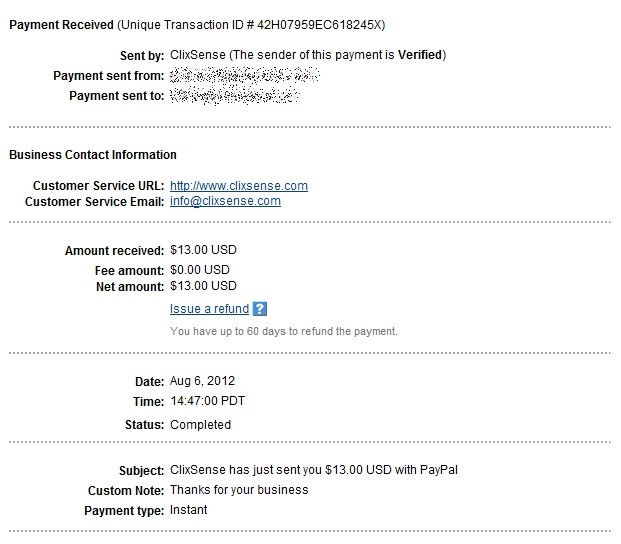 Payment Received (Unique Transaction ID # 42H07959EC618245X)
Sent by: ClixSense (The sender of this payment is Verified)
Payment sent from:
Payment sent to:
Business Contact Information
Customer Service URL: http://www.clixsense.com
Customer Service Email: info@clixsense.com
Amount received: $13.00 USD
Fee amount: $0.00 USD
Net amount: $13.00 USD
Issue a refund ?
You have up to 60 days to refund the payment.
Date: Aug 6, 2012
Time: 14:47:00 PDT
Status: Completed
Subject: ClixSense has just sent you $13.00 USD with PayPal
Custom Note: Thanks for your business
Payment type: Instant